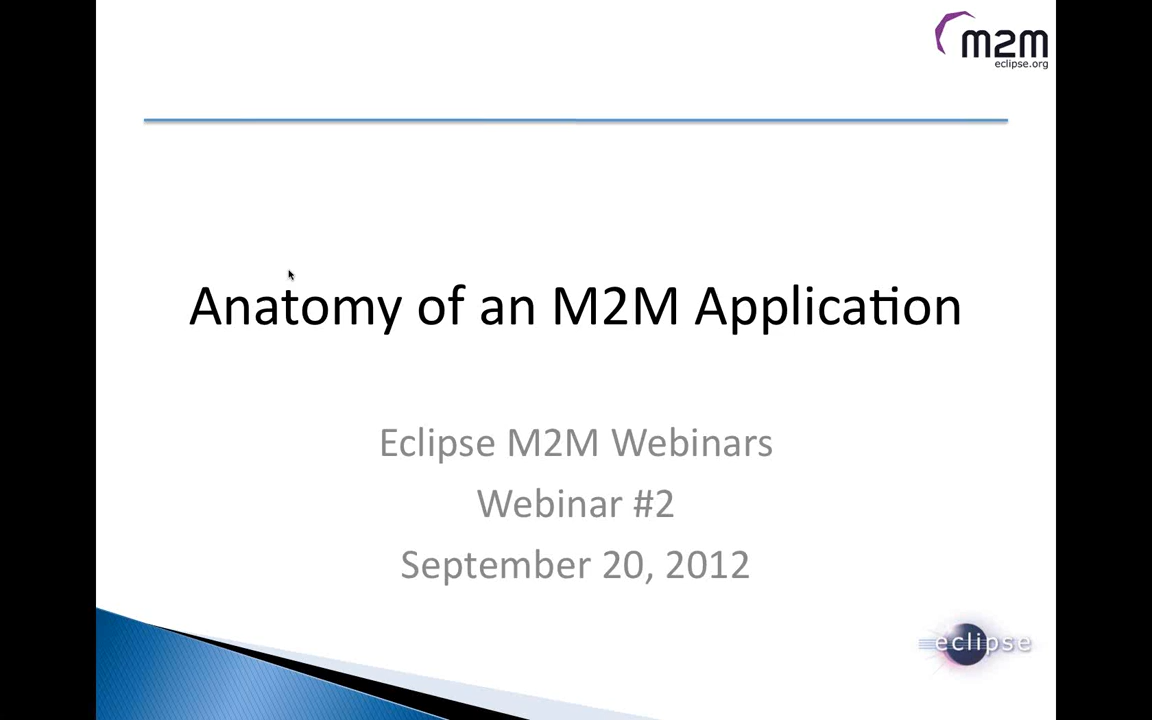 m2m
eclipse.org
Anatomy of an M2M Application
Eclipse M2M Webinars
Webinar #2
September 20, 2012
eclipse